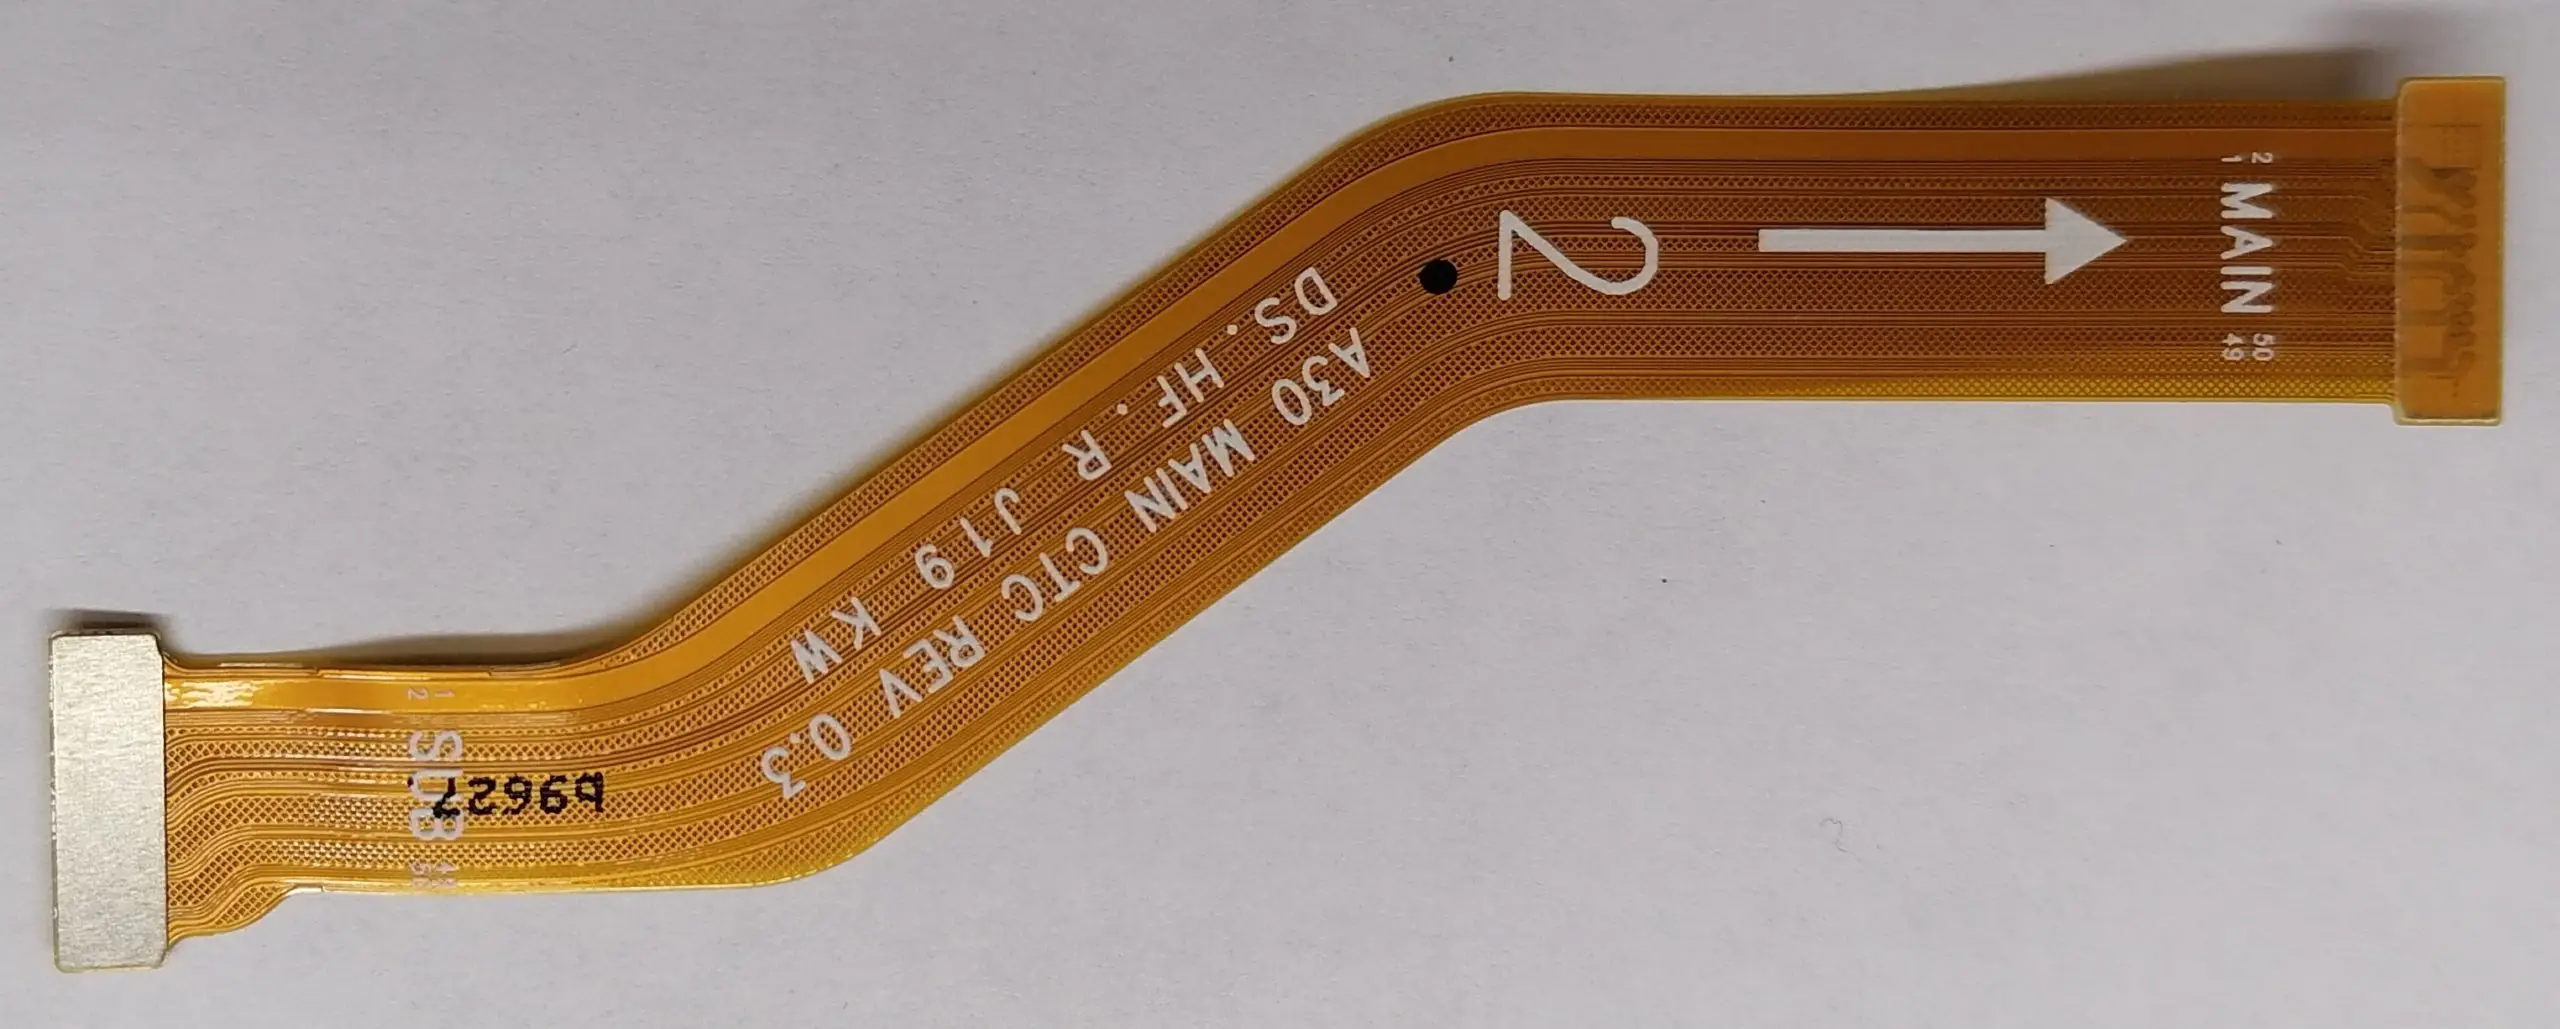 2 50
1 MAIN 49
2
A30 MAIN CTC REV 0.3
DS. HF. R J19 KW
1
2 SUB